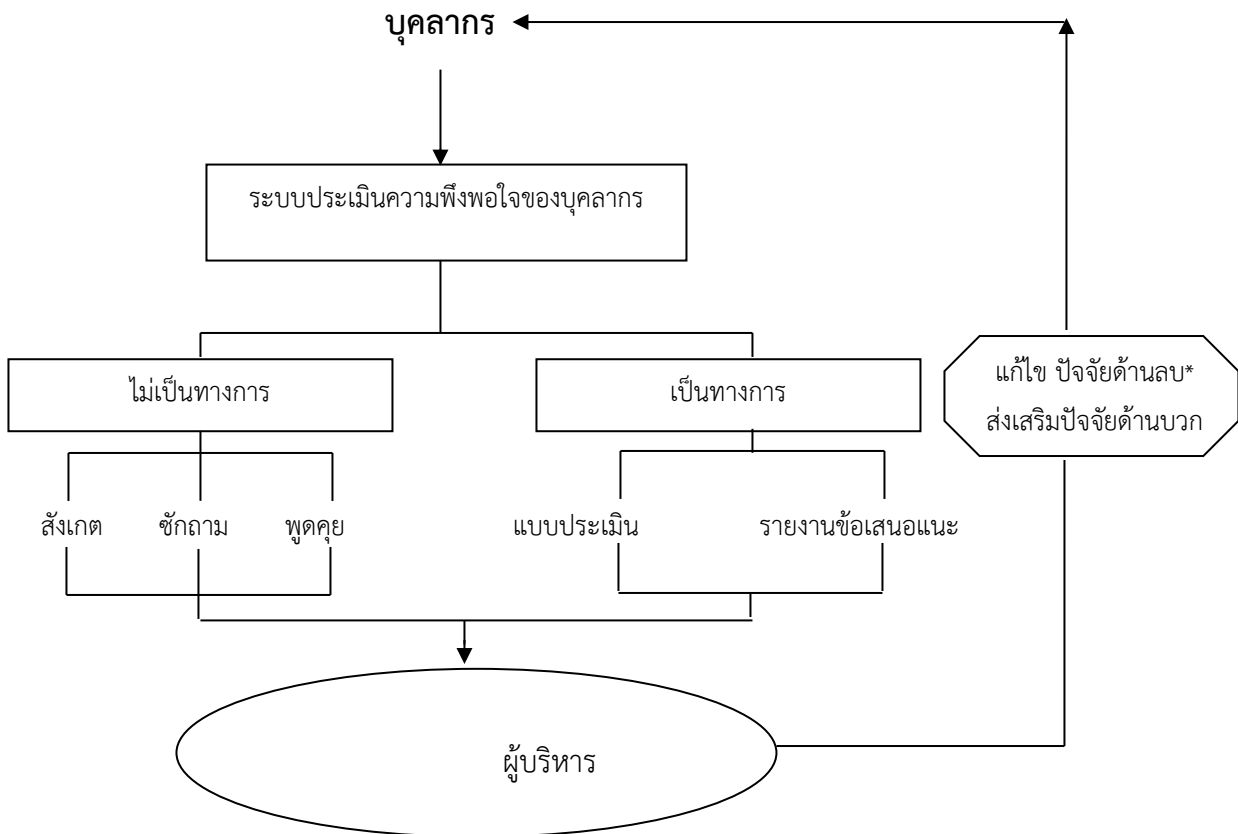 บุคลากร
ระบบประเมินความพึงพอใจของบุคลากร
ไม่เป็นทางการ
เป็นทางการ
แก้ไข ปัจจัยด้านลบ*
ส่งเสริมปัจจัยด้านบวก
สังเกต
ซักถาม
พูดคุย
แบบประเมิน
รายงานข้อเสนอแนะ
ผู้บริหาร